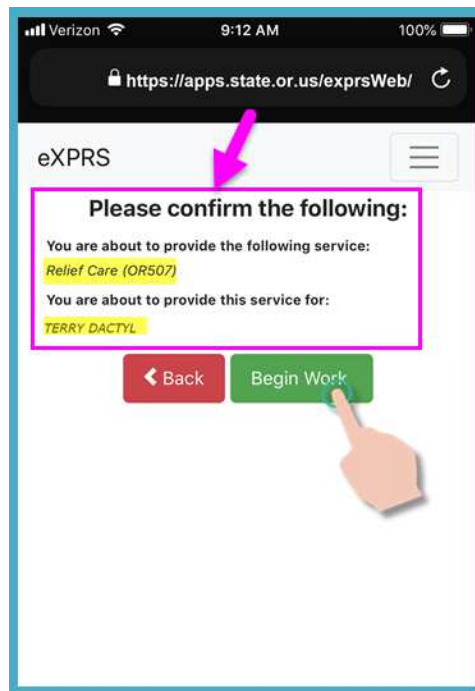 Verizon 9:12 AM 100%
https://apps.state.or.us/exprsWeb/
eXPRS
Please confirm the following:
You are about to provide the following service:
Relief Care (OR507)
You are about to provide this service for:
TERRY DACTYL
Back Begin Work